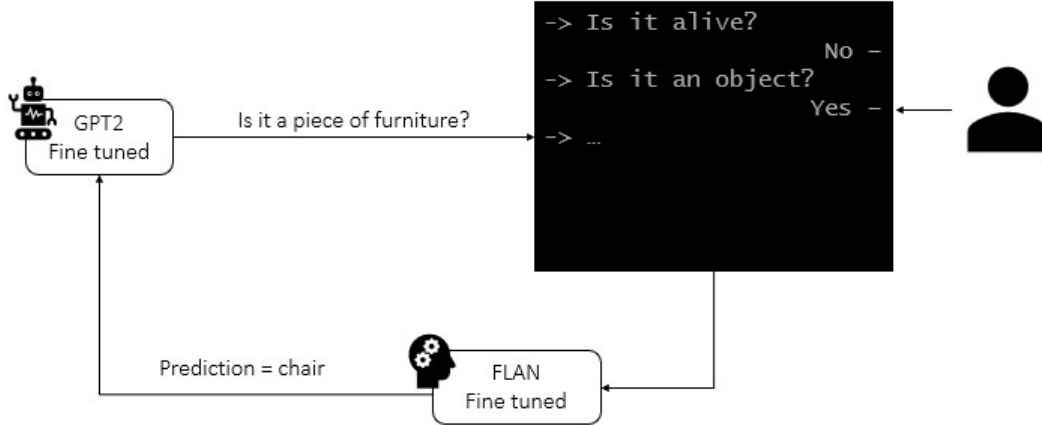 -> Is it alive?
No -
-> Is it an object?
Yes -
-> …
GPT2
Fine tuned
Is it a piece of furniture?
Prediction = chair
FLAN
Fine tuned